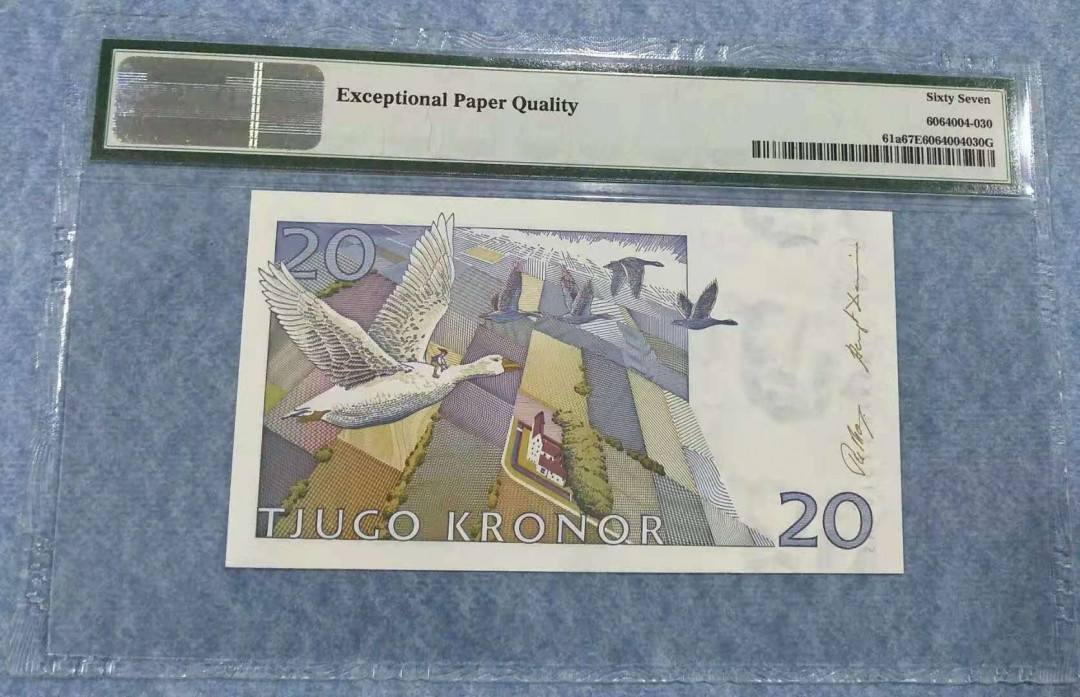 Exceptional Paper Quality
Sixty Seven
6064004-030
61a67E6064004030G
20
TJUGO KRONOR
20